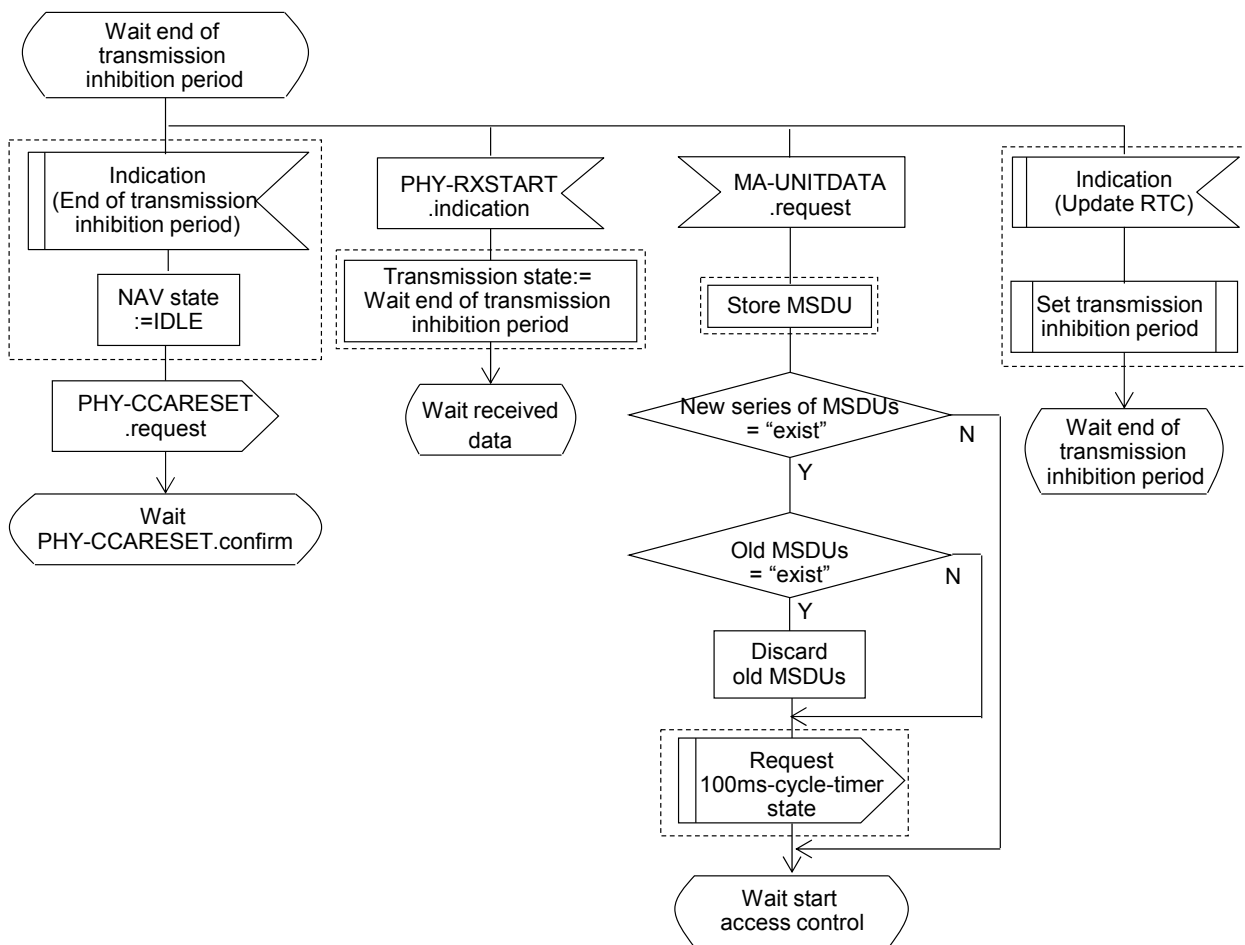 Wait end of
transmission
inhibition period
Indication
(End of transmission
inhibition period)
NAV state
:=IDLE
PHY-CCARESET
.request
Wait
PHY-CCARESET.confirm
PHY-RXSTART
.indication
Transmission state:=
Wait end of transmission
inhibition period
Wait received
data
MA-UNITDATA
.request
Store MSDU
New series of MSDUs
= “exist”
N
Y
Old MSDUs
= “exist”
N
Y
Discard
old MSDUs
Request
100ms-cycle-timer
state
Wait start
access control
Indication
(Update RTC)
Set transmission
inhibition period
Wait end of
transmission
inhibition period